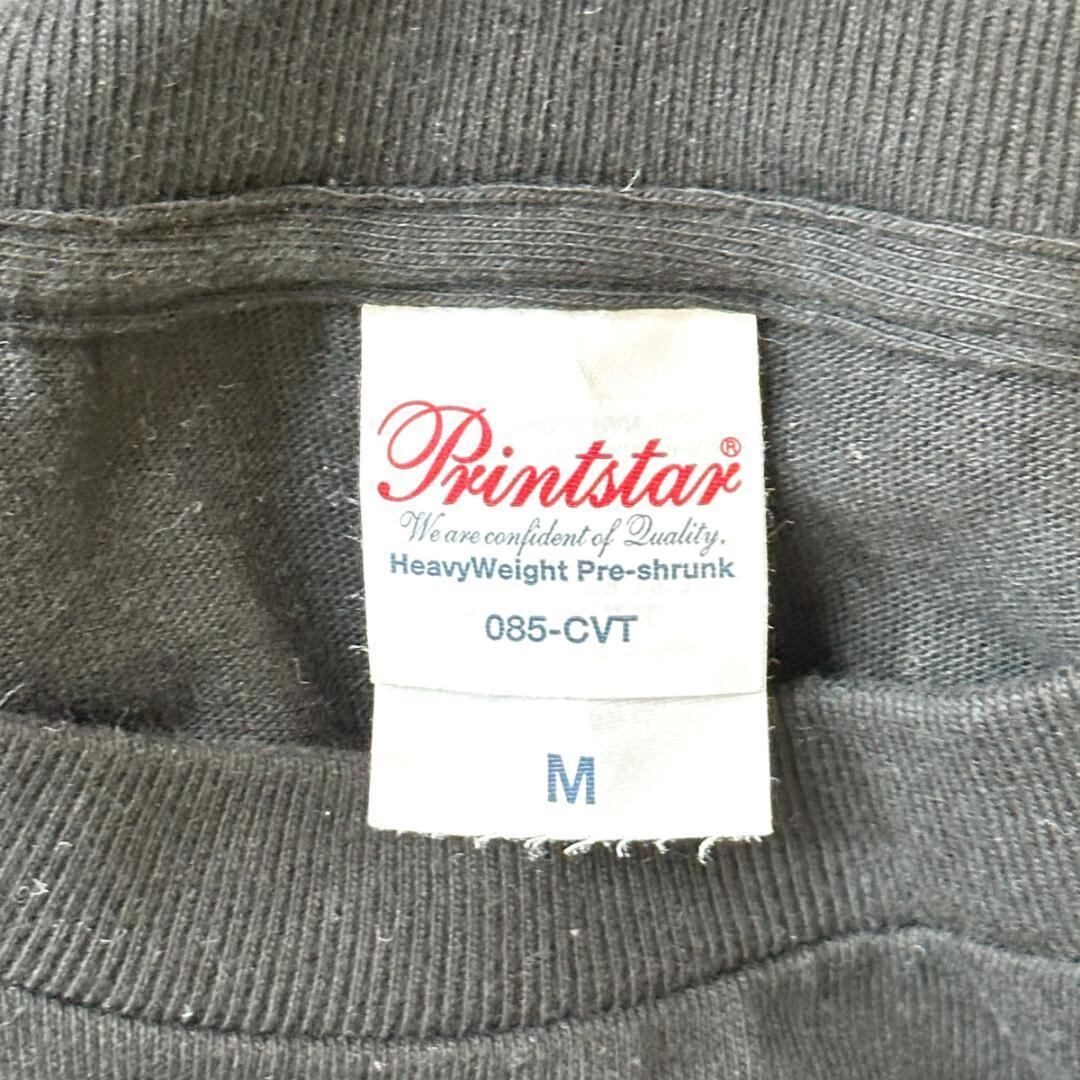 Printstar®
We are confident of Quality.
HeavyWeight Pre-shrunk
085-CVT
M